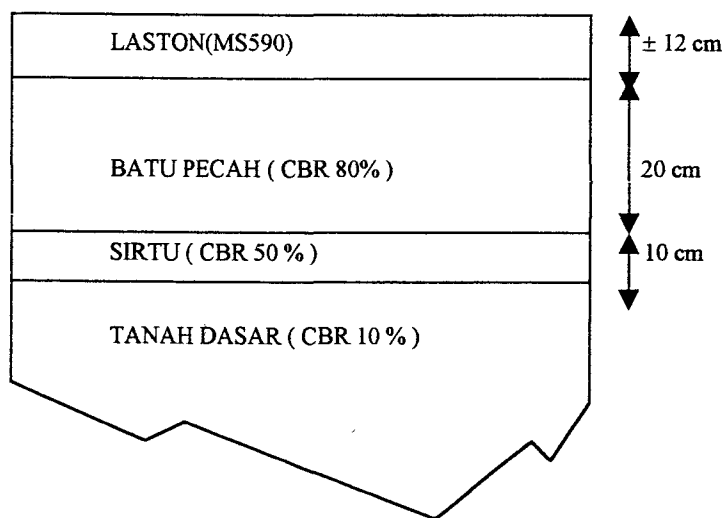 LASTON(MS590)
± 12 cm
BATU PECAH ( CBR 80% )
20 cm
SIRTU ( CBR 50 % )
10 cm
TANAH DASAR ( CBR 10 % )